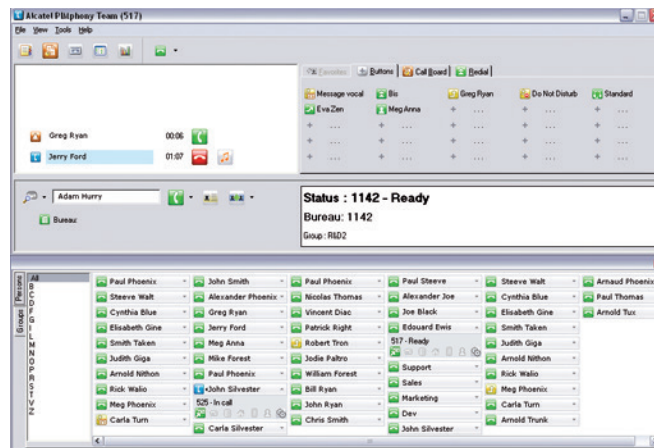 Alcatel PIMphony Team (517)
File View Tools Help
Favorites Buttons Call Board Redial
Message vocal Bis Greg Ryan Do Not Disturb Standard
Eva Zen Meg Anna + ... + ... + ...
+ ... + ... + ... + ... + ...
+ ... + ... + ... + ... + ...
+ ... + ... + ... + ... + ...
Greg Ryan 00:06
Jerry Ford 01:07
Adam Hurry
Bureau:
Status : 1142 - Ready
Bureau: 1142
Group : R&D2
Persons
Groups
All
B
C
D
F
G
I
L
M
N
O
P
R
S
T
V
Z
Paul Phoenix
Steeve Walt
Cynthia Blue
Elisabeth Gine
Smith Taken
Judith Giga
Arnold Nithon
Rick Walio
Meg Phoenix
Carla Turn
John Smith
Alexander Phoenix
Greg Ryan
Jerry Ford
Meg Anna
Mike Forest
Paul Phoenix
John Silvester
525 - In call
Carla Silvester
Paul Phoenix
Nicolas Thomas
Vincent Diac
Patrick Right
Robert Tron
Jodie Paltro
William Forest
Bill Ryan
John Ryan
Chris Smith
Paul Steeve
Alexander Joe
Joe Black
Edouard Ewis
517 - Ready
Support
Sales
Marketing
Dev
John Silvester
Steeve Walt
Cynthia Blue
Elisabeth Gine
Smith Taken
Judith Giga
Arnold Nithon
Rick Walio
Meg Phoenix
Carla Turn
Arnold Trunk
Arnaud Phoenix
Paul Thomas
Arnold Tux